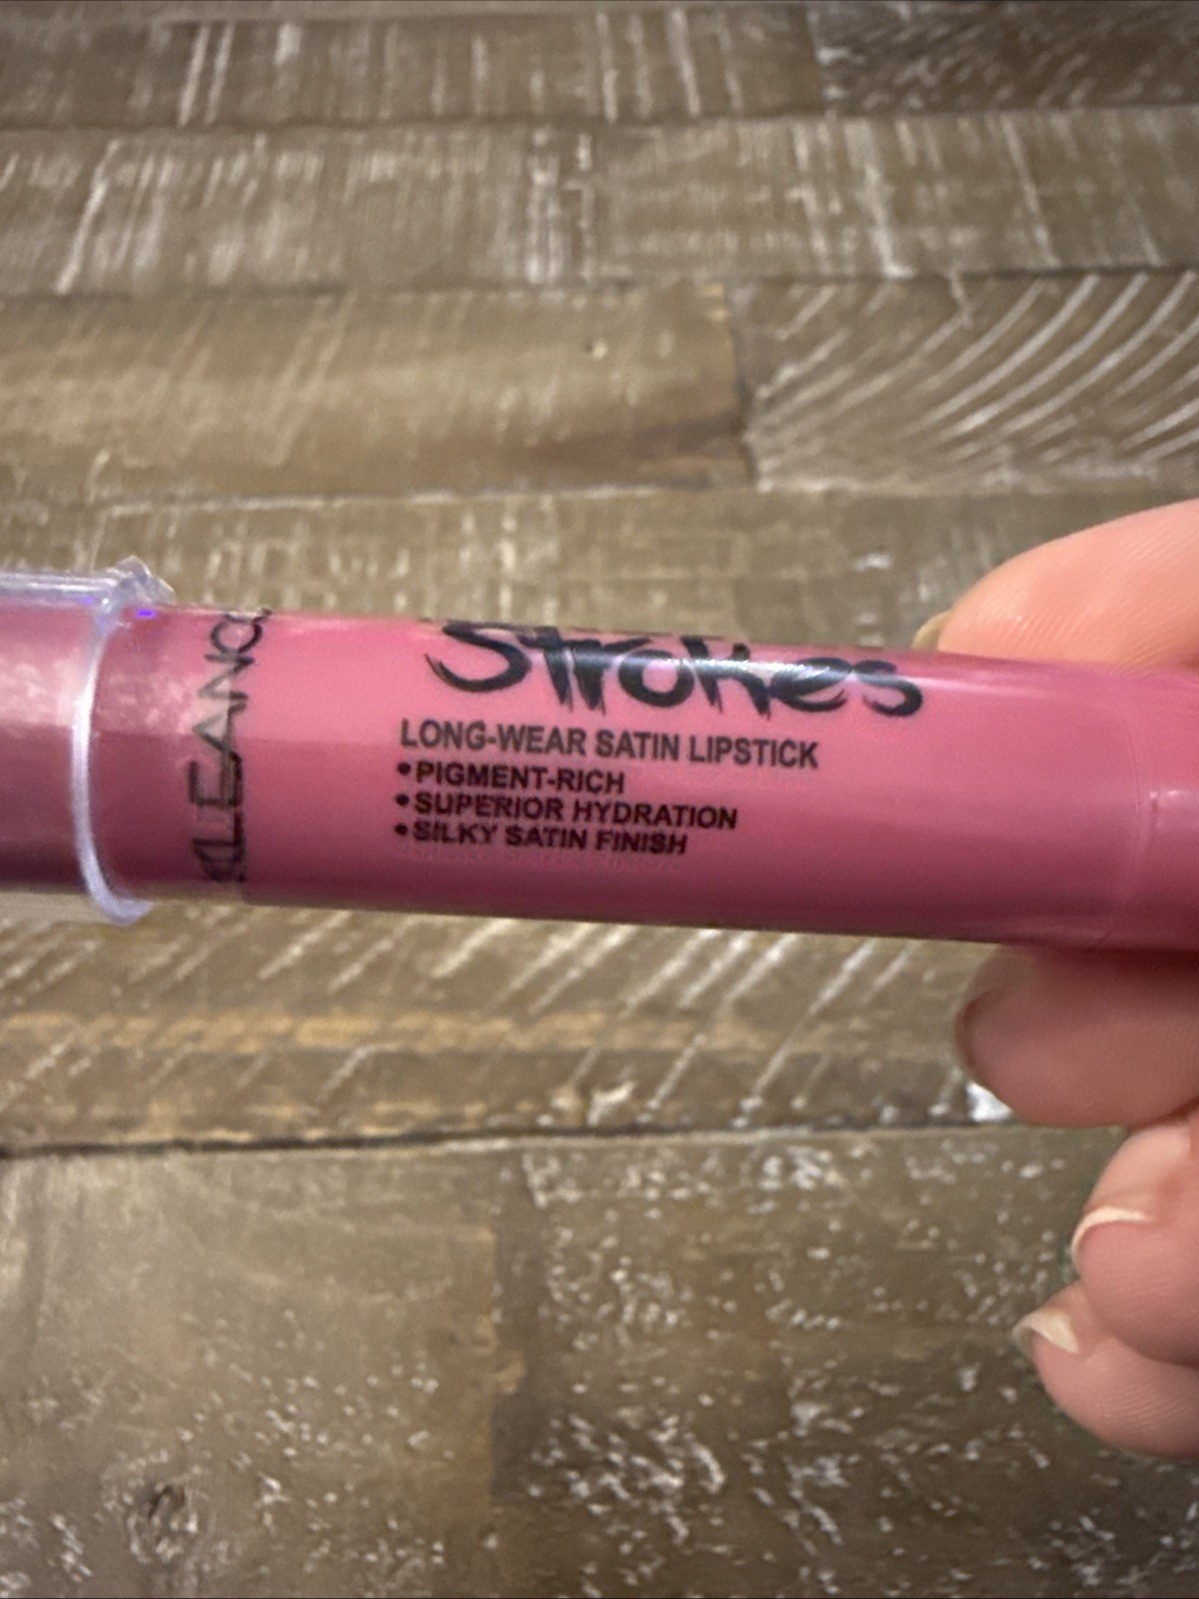 Strokes
LONG-WEAR SATIN LIPSTICK
•PIGMENT-RICH
•SUPERIOR HYDRATION
•SILKY SATIN FINISH